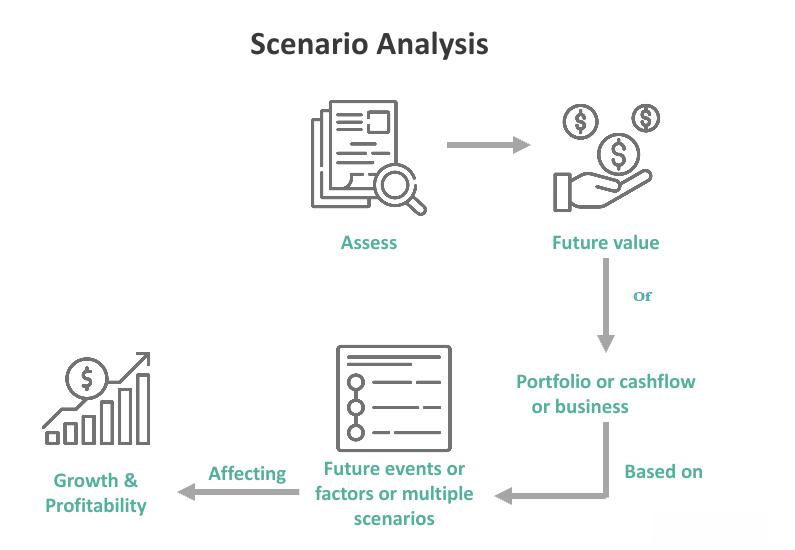 Scenario Analysis
$
$
$
Assess
Future value
Of
$
Portfolio or cashflow
or business
Based on
Future events or
factors or multiple
scenarios
Affecting
Growth &
Profitability